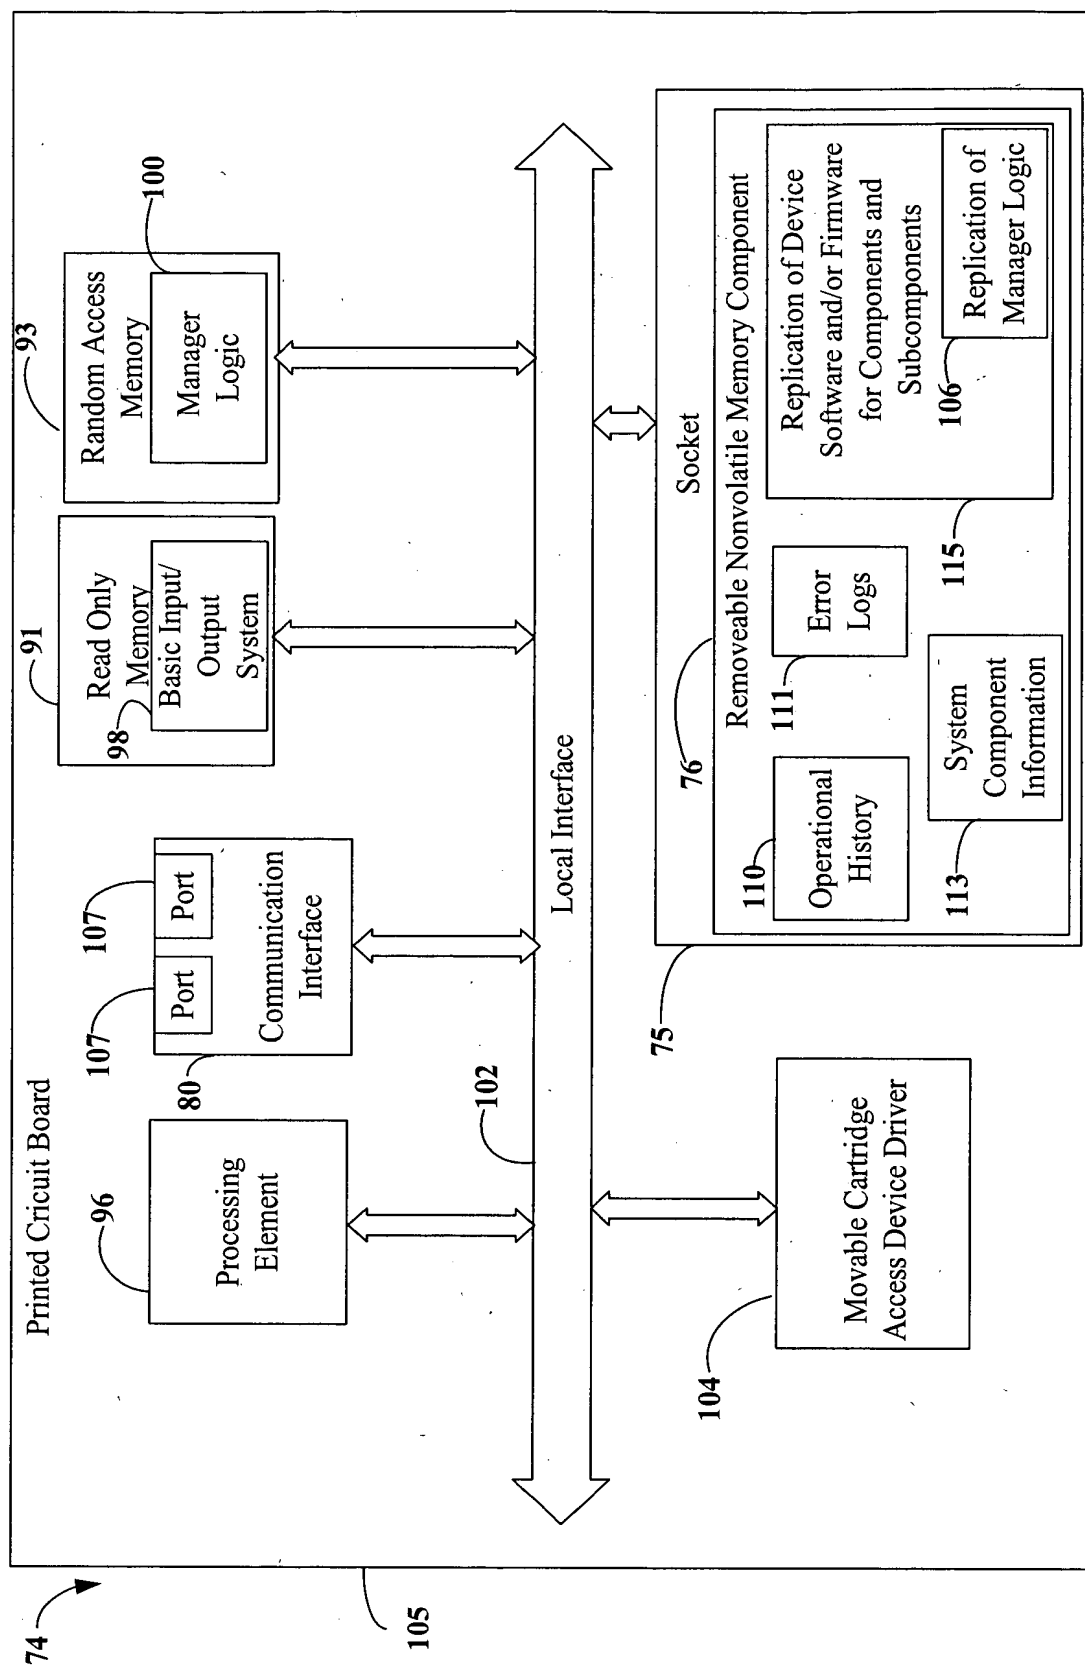 74
105
Printed Cricuit Board
96
Processing
Element
107
107
Port
Port
Communication
Interface
80
91
Read Only
Memory
98
Basic Input/
Output
System
93
Random Access
Memory
100
Manager
Logic
102
Local Interface
104
Movable Cartridge
Access Device Driver
75
Socket
76
Removeable Nonvolatile Memory Component
110
Operational
History
111
Error
Logs
113
System
Component
Information
115
Replication of Device
Software and/or Firmware
for Components and
Subcomponents
106
Replication of
Manager Logic